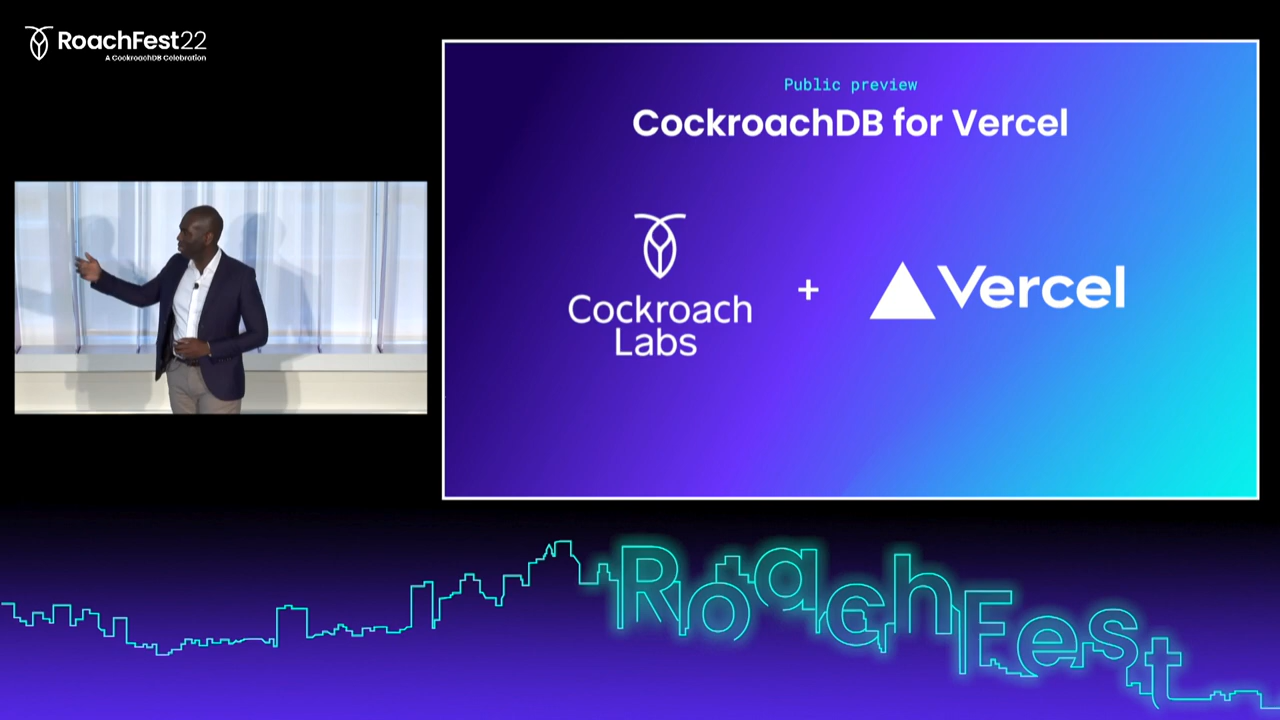 RoachFest22
A CockroachDB Celebration
Public preview
CockroachDB for Vercel
Cockroach
Labs
+
Vercel
RoachFest